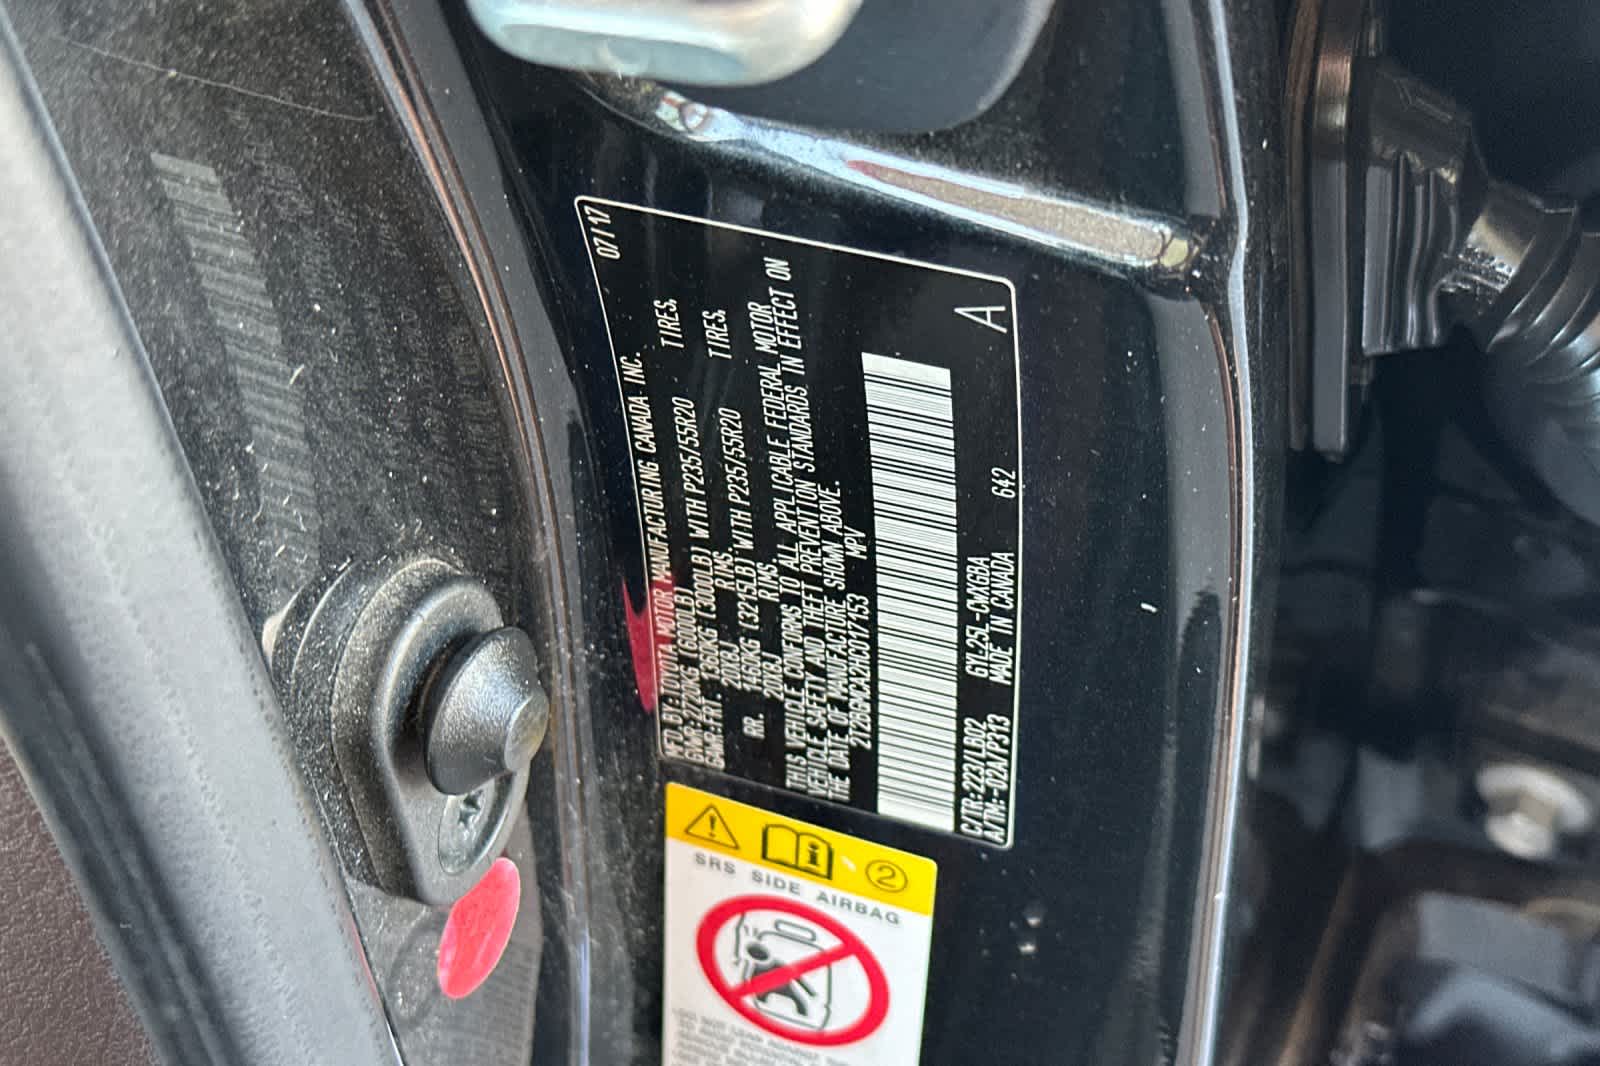 07/17
MFD. BY: TOYOTA MOTOR MANUFACTURING CANADA INC.
GVWR:2720KG (6000LB)
GAWR:FRT. 1360KG (3000LB) WITH P235/55R20 TIRES,
20X8J RIMS.
RR. 1460KG (3215LB) WITH P235/55R20 TIRES,
20X8J RIMS.
THIS VEHICLE CONFORMS TO ALL APPLICABLE FEDERAL MOTOR
VEHICLE SAFETY AND THEFT PREVENTION STANDARDS IN EFFECT ON
THE DATE OF MANUFACTURE SHOWN ABOVE.
2T2BGMCA2HC017153 MPV
A
C/TR:223/LB02 GYL25L-CWXGBA
A/TM:-02A/P313 MADE IN CANADA 642
2
SRS SIDE AIRBAG